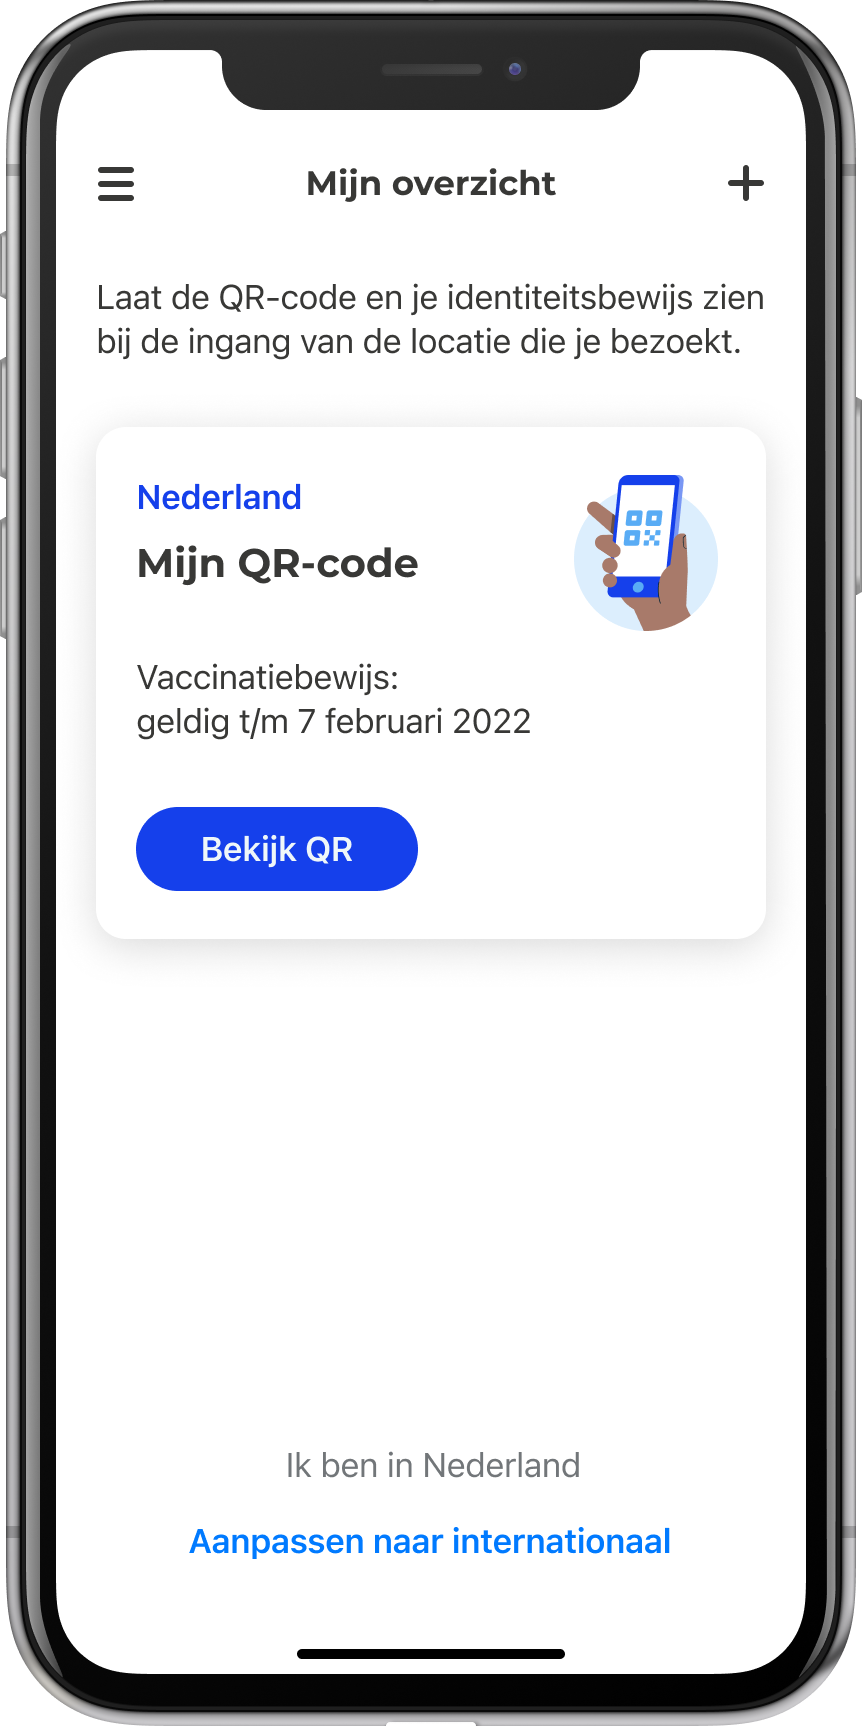 Mijn overzicht
Laat de QR-code en je identiteitsbewijs zien
bij de ingang van de locatie die je bezoekt.
Nederland
Mijn QR-code
Vaccinatiebewijs:
geldig t/m 7 februari 2022
Bekijk QR
Ik ben in Nederland
Aanpassen naar internationaal